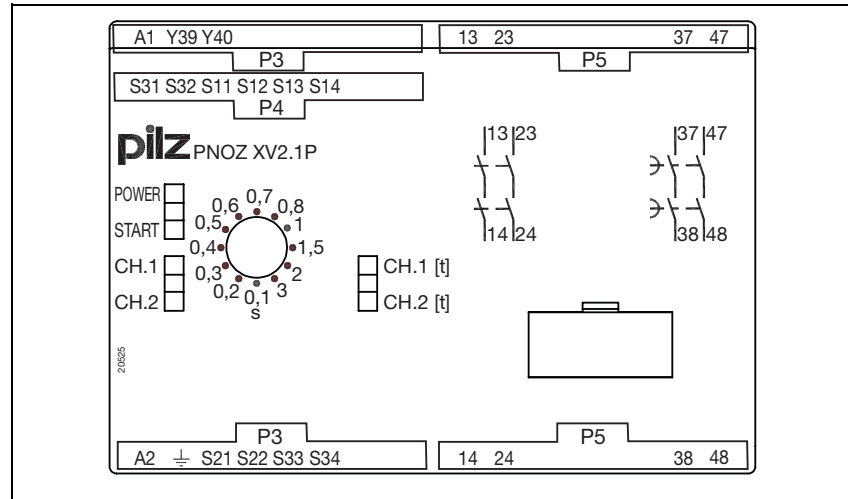 A1 Y39 Y40
13 23 37 47
P3
P5
S31 S32 S11 S12 S13 S14
P4
pilz PNOZ XV2.1P
13 23
37 47
14 24
38 48
POWER
START
CH.1
CH.2
0,1
0,2
0,3
0,4
0,5
0,6
0,7
0,8
1
1,5
2
3
s
CH.1 [t]
CH.2 [t]
20525
P3
P5
A2 S21 S22 S33 S34
14 24 38 48